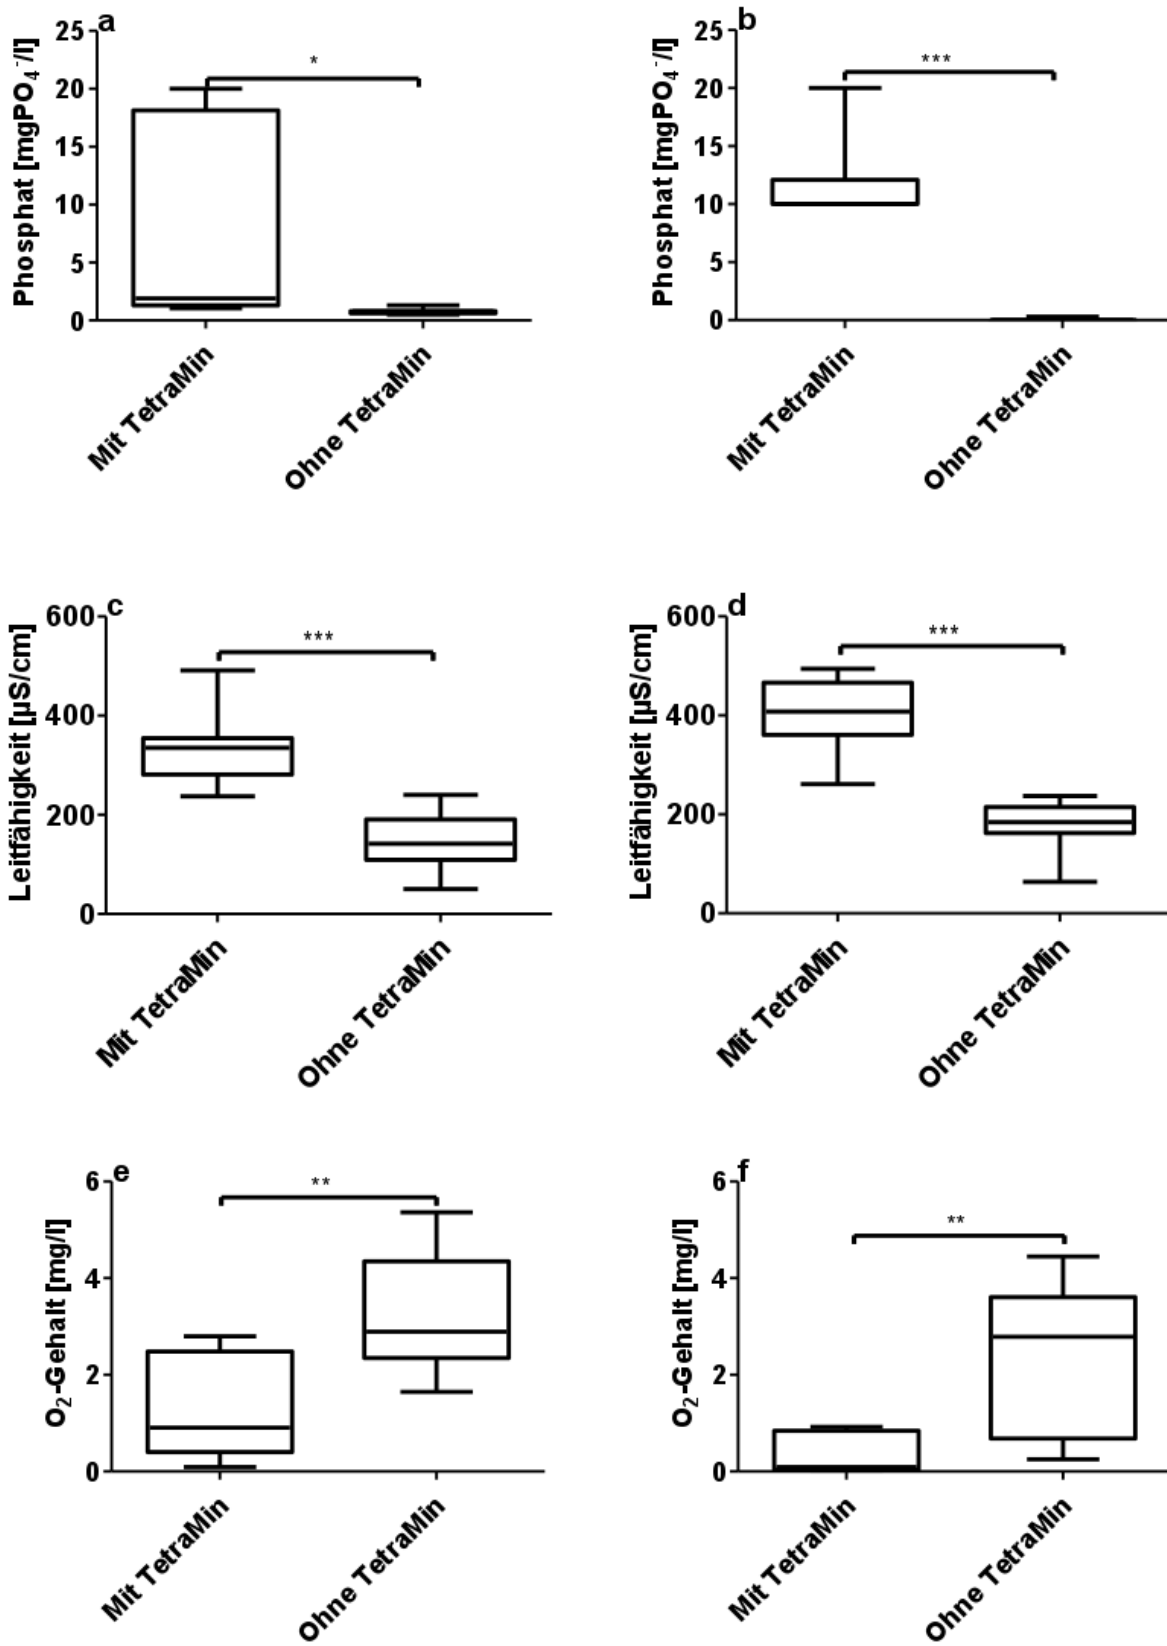 a
25
20
15
10
5
0
Phosphat [mgPO₄⁻/l]
*
Mit TetraMin
Ohne TetraMin
b
25
20
15
10
5
0
Phosphat [mgPO₄⁻/l]
***
Mit TetraMin
Ohne TetraMin
c
600
400
200
0
Leitfähigkeit [µS/cm]
***
Mit TetraMin
Ohne TetraMin
d
600
400
200
0
Leitfähigkeit [µS/cm]
***
Mit TetraMin
Ohne TetraMin
e
6
4
2
0
O₂-Gehalt [mg/l]
**
Mit TetraMin
Ohne TetraMin
f
6
4
2
0
O₂-Gehalt [mg/l]
**
Mit TetraMin
Ohne TetraMin